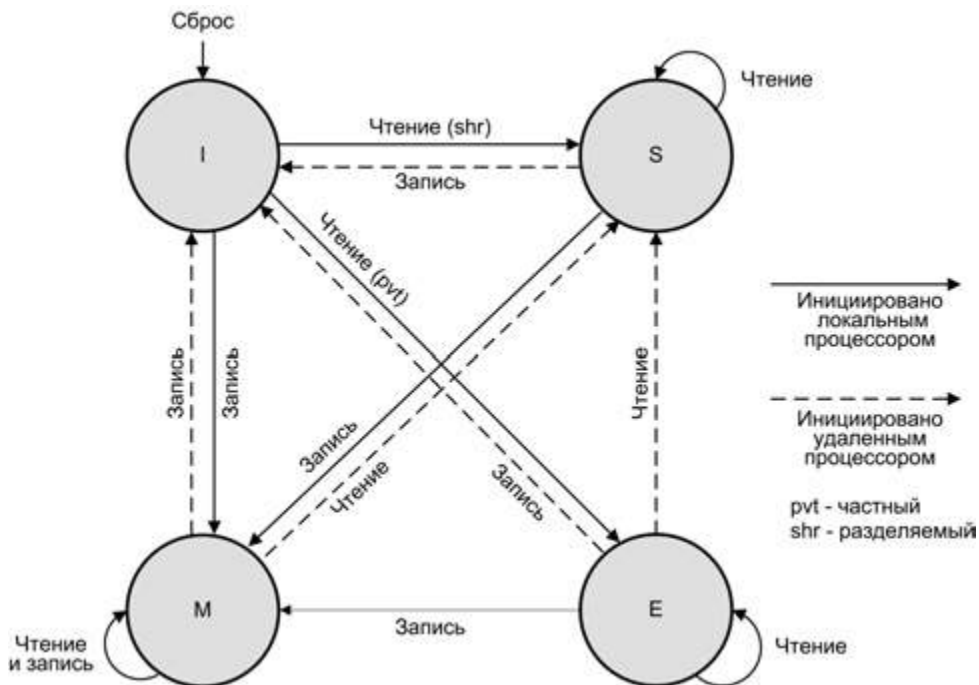 Сброс
Чтение
I
S
Чтение (shr)
Запись
Чтение (pvt)
Инициировано
локальным
процессором
Запись
Запись
Чтение
Запись
Чтение
Запись
Инициировано
удаленным
процессором
pvt - частный
shr - разделяемый
M
E
Запись
Чтение
и запись
Чтение